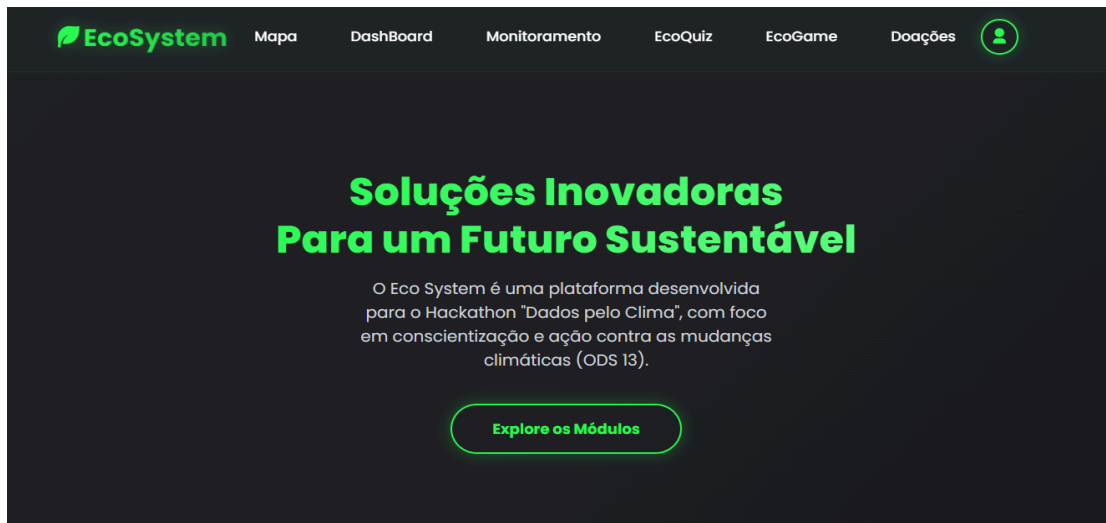 EcoSystem Mapa DashBoard Monitoramento EcoQuiz EcoGame Doações
Soluções Inovadoras
Para um Futuro Sustentável
O Eco System é uma plataforma desenvolvida
para o Hackathon "Dados pelo Clima", com foco
em conscientização e ação contra as mudanças
climáticas (ODS 13).
Explore os Módulos